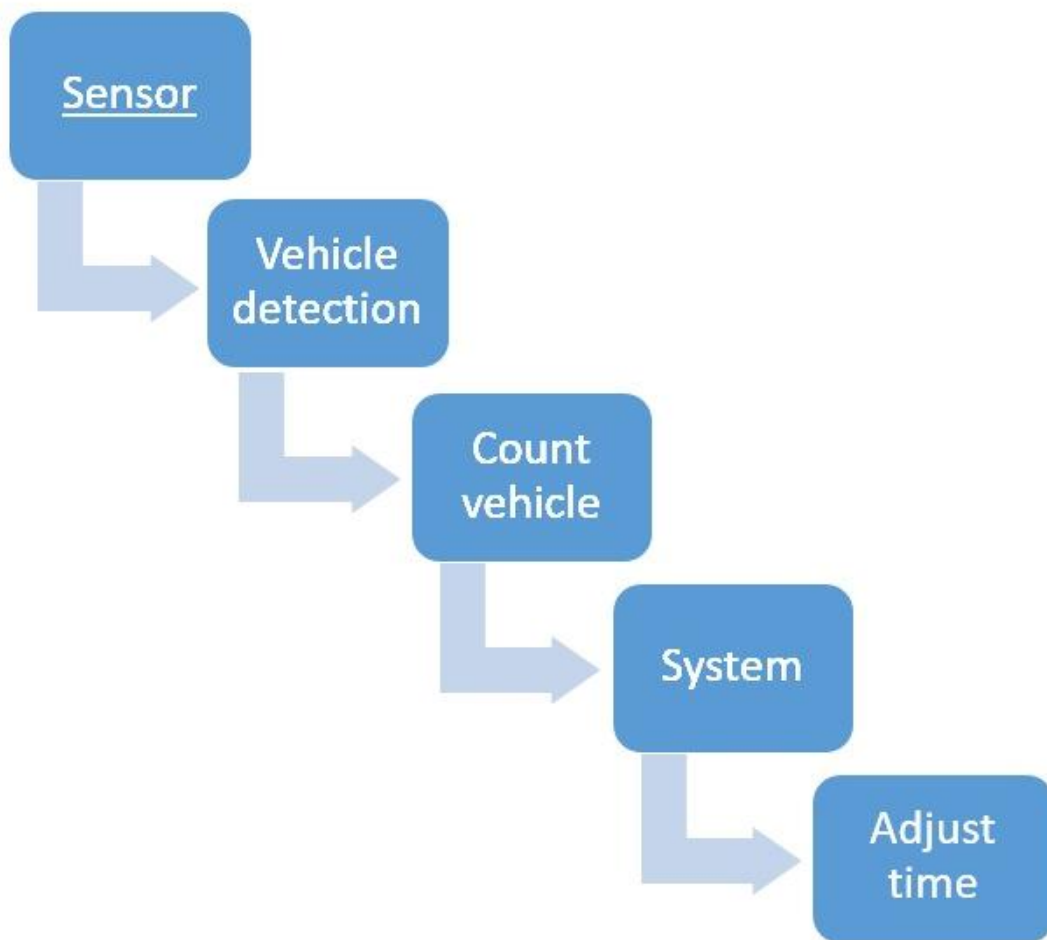 Sensor
Vehicle
detection
Count
vehicle
System
Adjust
time